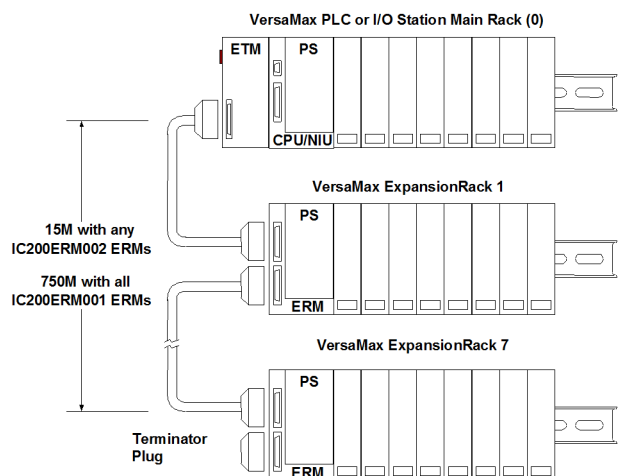 VersaMax PLC or I/O Station Main Rack (0)
ETM
PS
CPU/NIU
VersaMax ExpansionRack 1
PS
15M with any
IC200ERM002 ERMs
750M with all
IC200ERM001 ERMs
ERM
VersaMax ExpansionRack 7
PS
Terminator
Plug
ERM